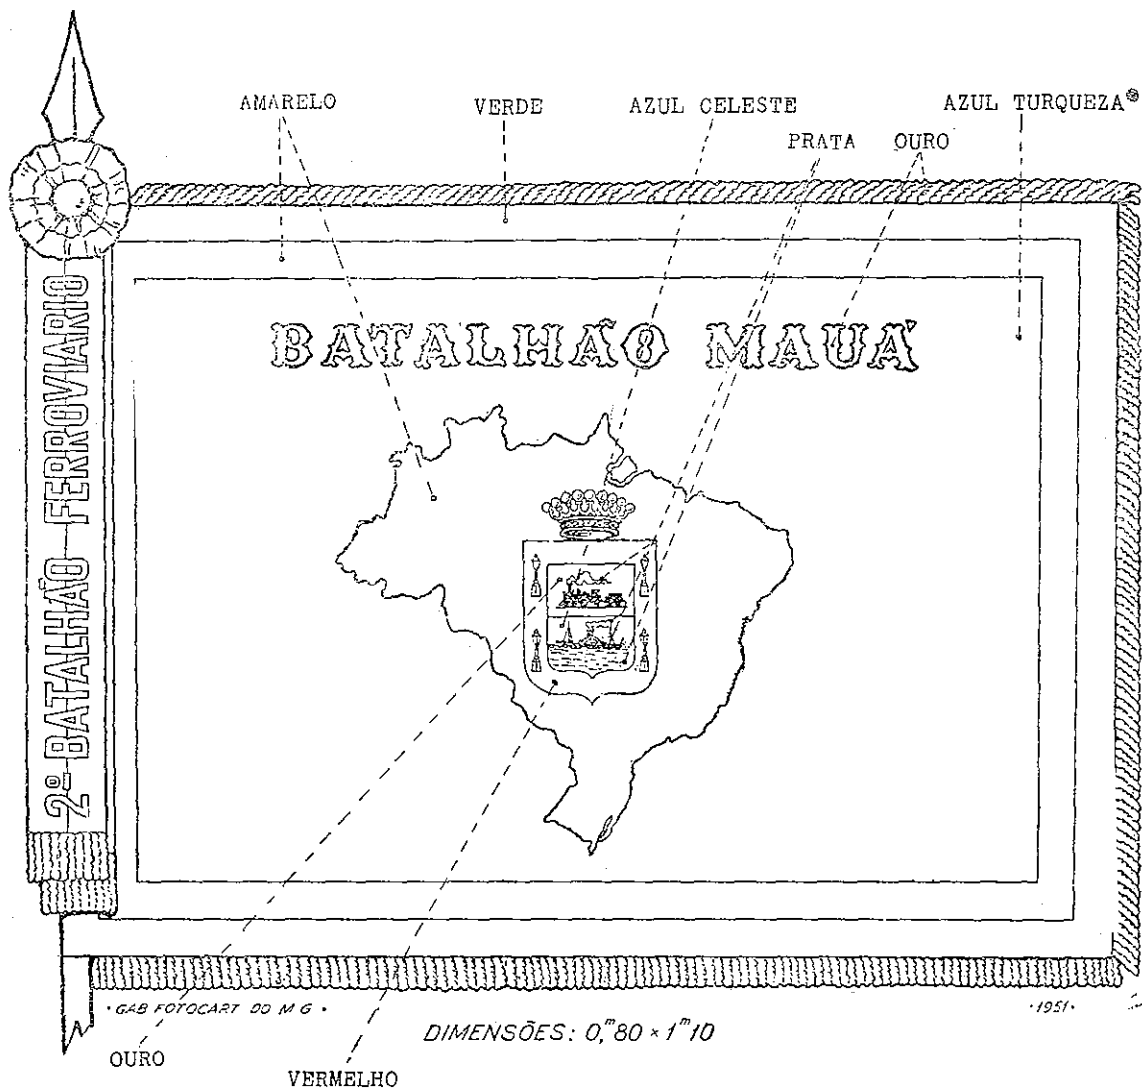 AMARELO VERDE AZUL CELESTE AZUL TURQUEZA
PRATA OURO
BATALHÃO MAUÁ
2º BATALHÃO FERROVIARIO
• GAB FOTOCART DO M G • •1951•
DIMENSÕES: 0,m80 × 1m10
OURO
VERMELHO